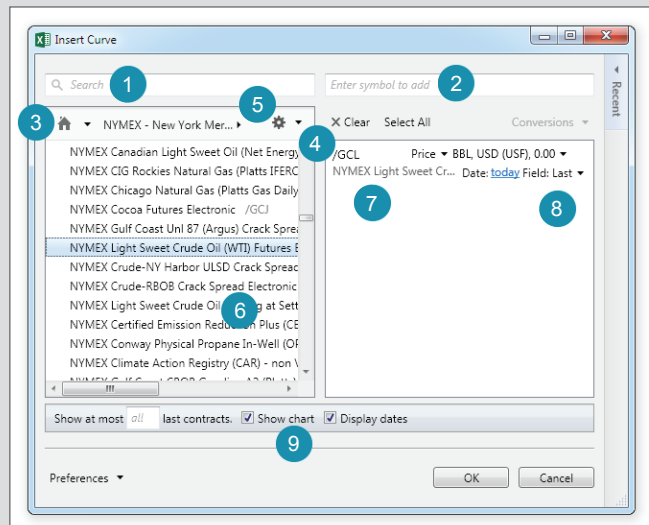 Insert Curve
Search
1
Enter symbol to add
2
Recent
3
NYMEX - New York Mer...
5
4
Clear Select All
Conversions
NYMEX Canadian Light Sweet Oil (Net Energy
NYMEX CIG Rockies Natural Gas (Platts IFERC
NYMEX Chicago Natural Gas (Platts Gas Daily
NYMEX Cocoa Futures Electronic /GCJ
NYMEX Gulf Coast Unl 87 (Argus) Crack Sprea
NYMEX Light Sweet Crude Oil (WTI) Futures E
NYMEX Crude-NY Harbor ULSD Crack Spread
NYMEX Crude-RBOB Crack Spread Electronic
NYMEX Light Sweet Crude Oil g at Sett
6
NYMEX Certified Emission Reduction Plus (CE
NYMEX Conway Physical Propane In-Well (OP
NYMEX Climate Action Registry (CAR) - non V
/GCL Price BBL, USD (USF), 0.00
NYMEX Light Sweet Cr... Date: today Field: Last
7
8
Show at most all last contracts. Show chart Display dates
9
Preferences
OK
Cancel